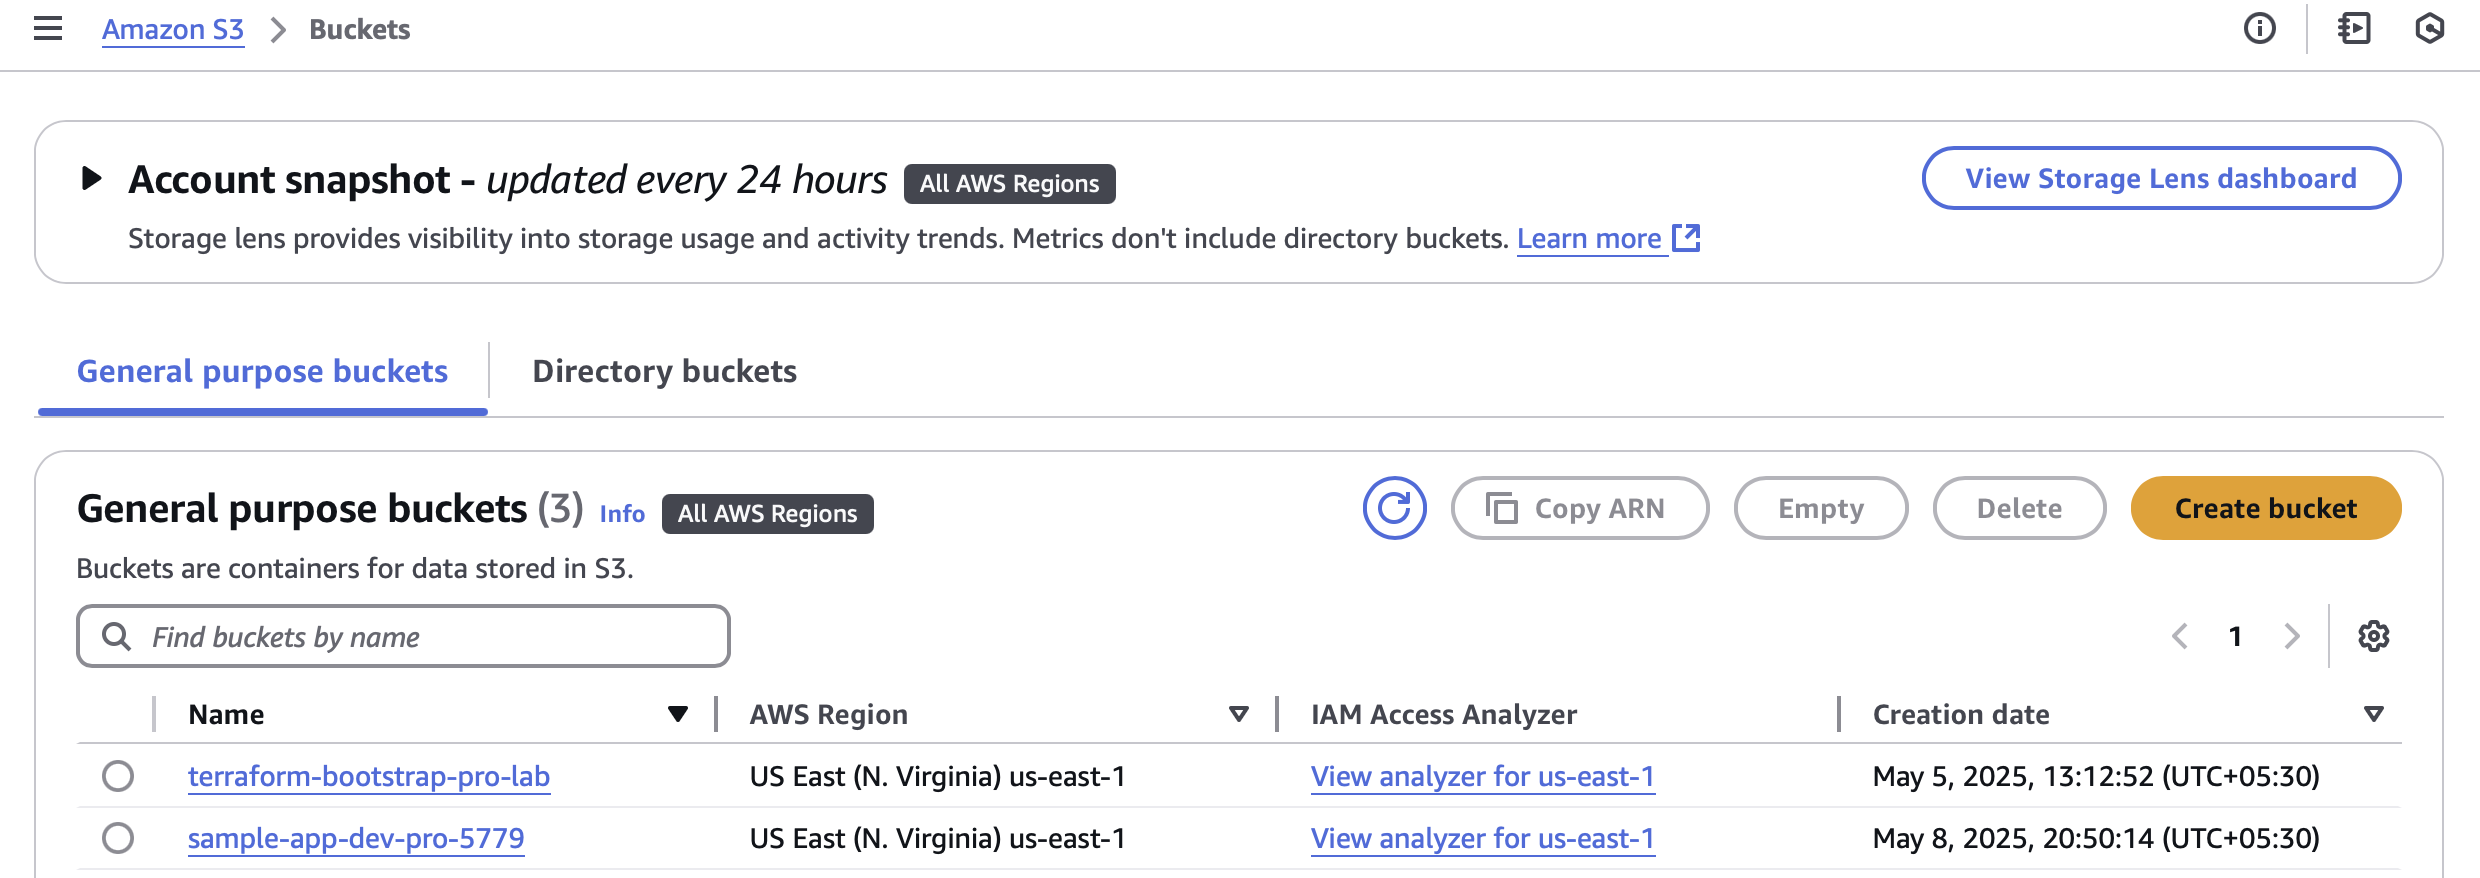 Amazon S3 > Buckets
Account snapshot - updated every 24 hours All AWS Regions
View Storage Lens dashboard
Storage lens provides visibility into storage usage and activity trends. Metrics don't include directory buckets. Learn more
General purpose buckets
Directory buckets
General purpose buckets (3) Info All AWS Regions
Copy ARN
Empty
Delete
Create bucket
Buckets are containers for data stored in S3.
Find buckets by name
1
Name AWS Region IAM Access Analyzer Creation date
terraform-bootstrap-pro-lab US East (N. Virginia) us-east-1 View analyzer for us-east-1 May 5, 2025, 13:12:52 (UTC+05:30)
sample-app-dev-pro-5779 US East (N. Virginia) us-east-1 View analyzer for us-east-1 May 8, 2025, 20:50:14 (UTC+05:30)